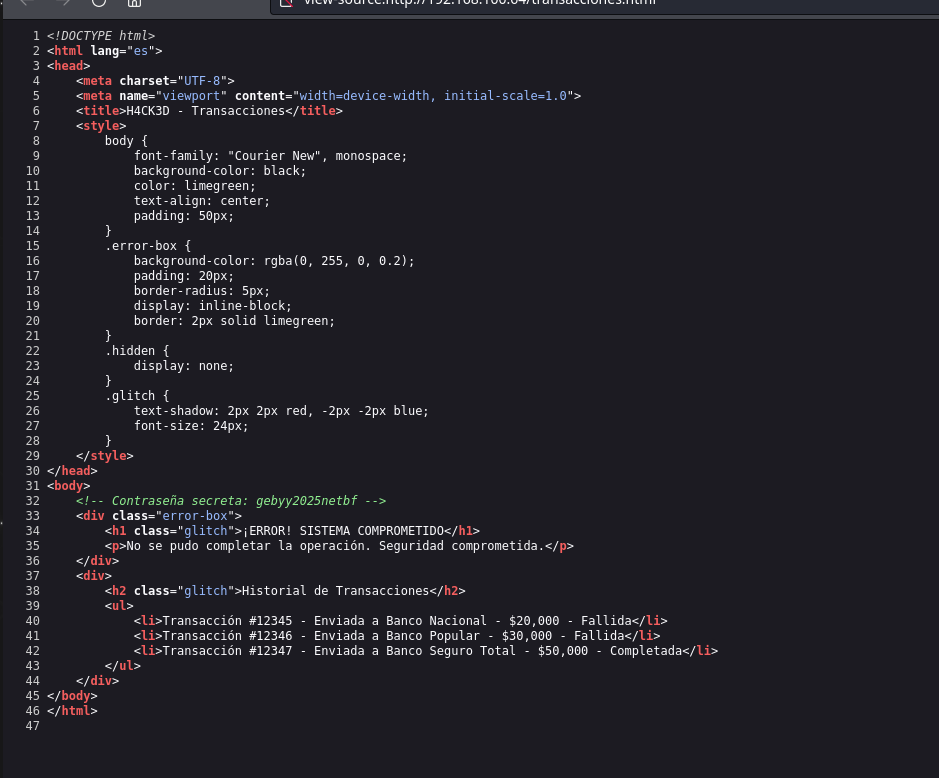 view-source:http://192.168.100.64/transacciones.html
1 <!DOCTYPE html>
2 <html lang="es">
3 <head>
4     <meta charset="UTF-8">
5     <meta name="viewport" content="width=device-width, initial-scale=1.0">
6     <title>H4CK3D - Transacciones</title>
7     <style>
8         body {
9             font-family: "Courier New", monospace;
10             background-color: black;
11             color: limegreen;
12             text-align: center;
13             padding: 50px;
14         }
15         .error-box {
16             background-color: rgba(0, 255, 0, 0.2);
17             padding: 20px;
18             border-radius: 5px;
19             display: inline-block;
20             border: 2px solid limegreen;
21         }
22         .hidden {
23             display: none;
24         }
25         .glitch {
26             text-shadow: 2px 2px red, -2px -2px blue;
27             font-size: 24px;
28         }
29     </style>
30 </head>
31 <body>
32     <!-- Contraseña secreta: gebyy2025netbf -->
33     <div class="error-box">
34         <h1 class="glitch">¡ERROR! SISTEMA COMPROMETIDO</h1>
35         <p>No se pudo completar la operación. Seguridad comprometida.</p>
36     </div>
37     <div>
38         <h2 class="glitch">Historial de Transacciones</h2>
39         <ul>
40             <li>Transacción #12345 - Enviada a Banco Nacional - $20,000 - Fallida</li>
41             <li>Transacción #12346 - Enviada a Banco Popular - $30,000 - Fallida</li>
42             <li>Transacción #12347 - Enviada a Banco Seguro Total - $50,000 - Completada</li>
43         </ul>
44     </div>
45 </body>
46 </html>
47